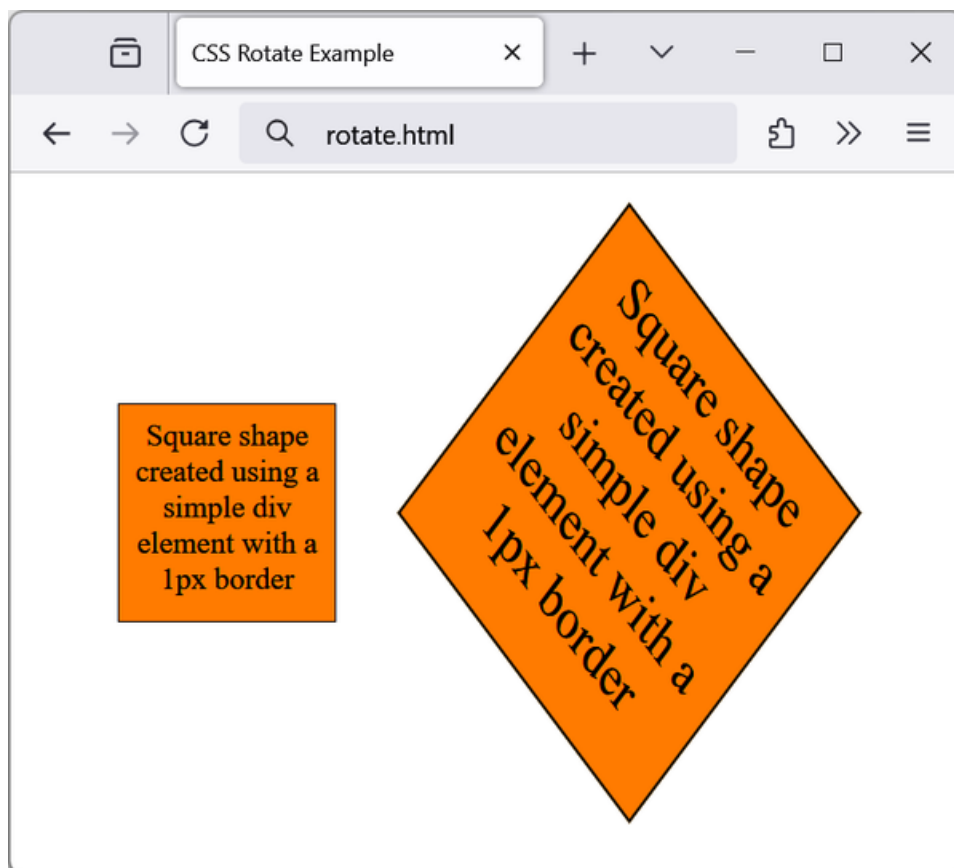 CSS Rotate Example
rotate.html
Square shape
created using a
simple div
element with a
1px border
Square shape
created using a
simple div
element with a
1px border